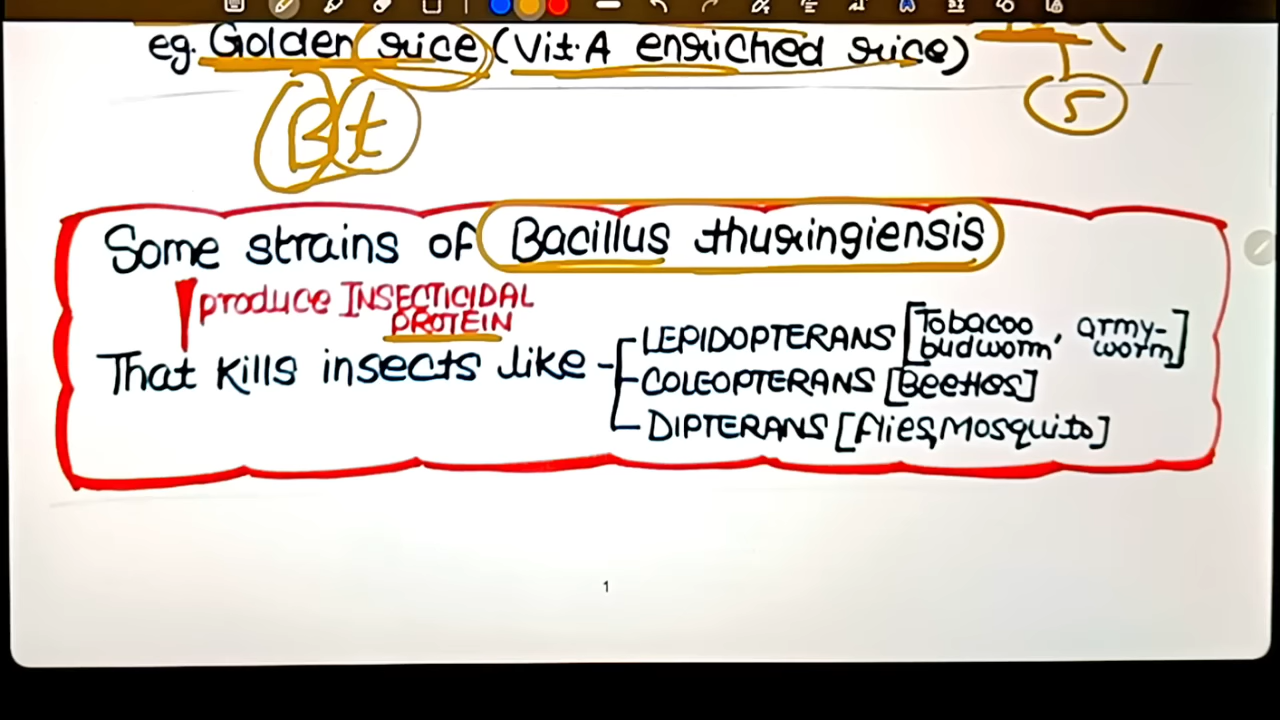 eg. Golden rice (Vit.A enriched rice)
5
Bt
Some strains of Bacillus thuringiensis
produce INSECTICIDAL
PROTEIN
That kills insects like
LEPIDOPTERANS [Tobacoo budworm, army-worm]
COLEOPTERANS [Beetles]
DIPTERANS [flies, Mosquito]
1